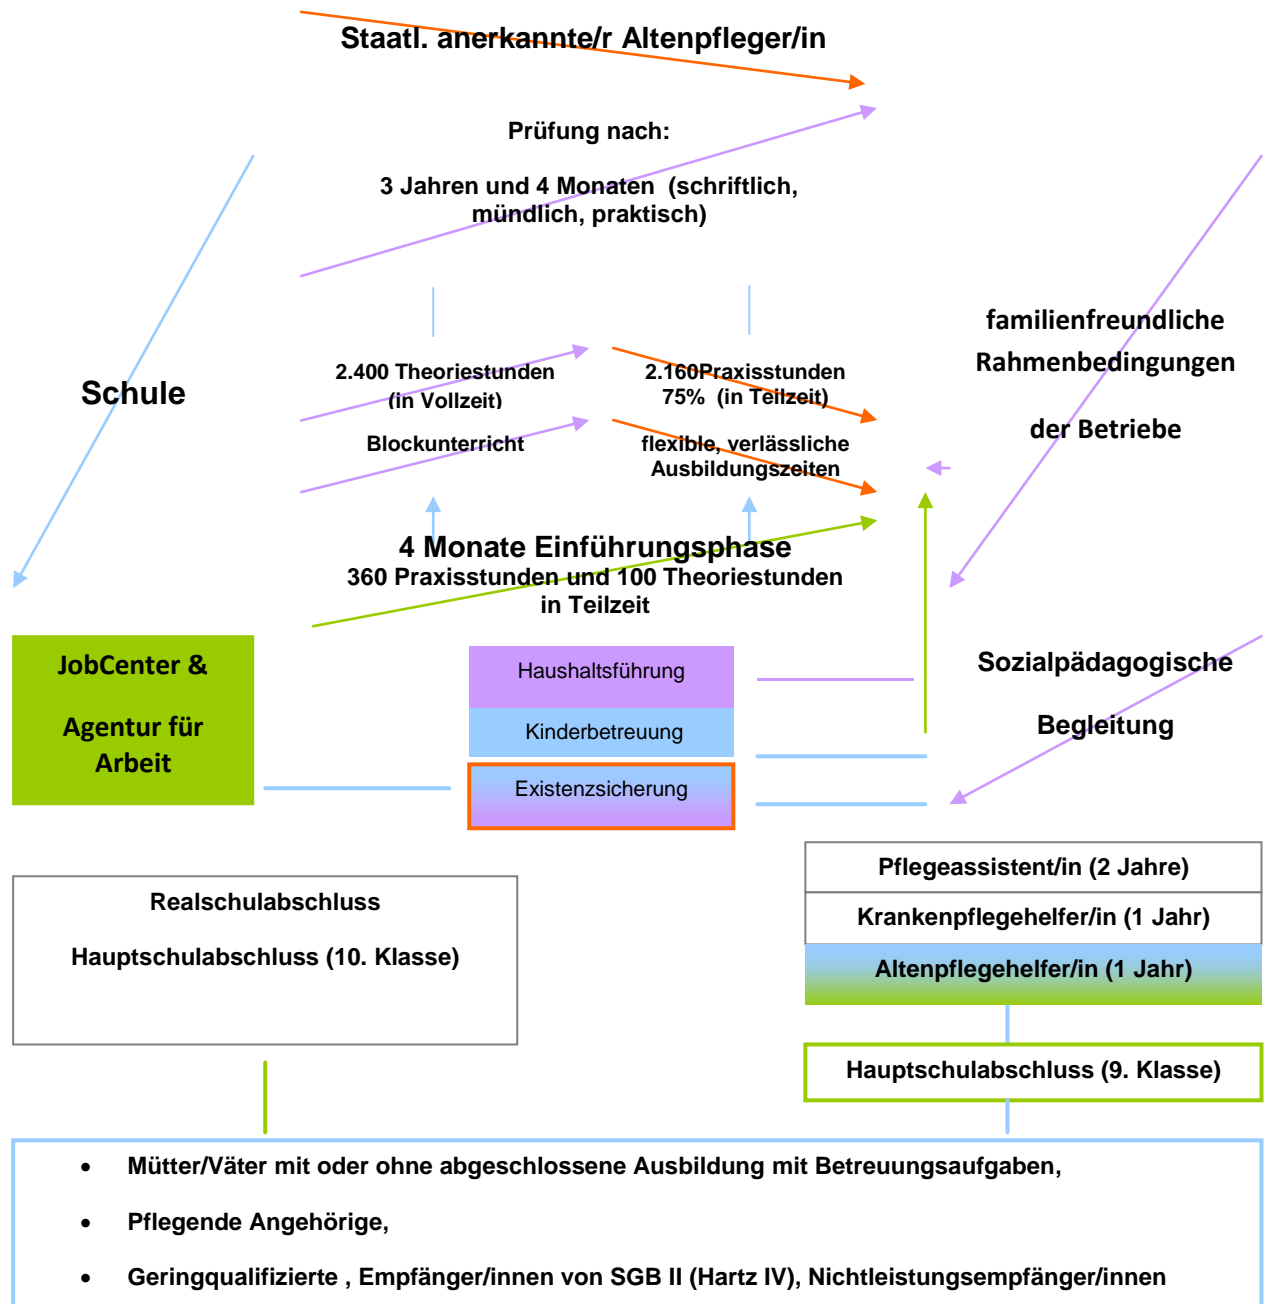 Staatl. anerkannte/r Altenpfleger/in
Prüfung nach:
3 Jahren und 4 Monaten (schriftlich,
mündlich, praktisch)
Schule
2.400 Theoriestunden
(in Vollzeit)
Blockunterricht
2.160Praxisstunden
75% (in Teilzeit)
flexible, verlässliche
Ausbildungszeiten
familienfreundliche
Rahmenbedingungen
der Betriebe
4 Monate Einführungsphase
360 Praxisstunden und 100 Theoriestunden
in Teilzeit
JobCenter &
Agentur für
Arbeit
Haushaltsführung
Kinderbetreuung
Existenzsicherung
Sozialpädagogische
Begleitung
Realschulabschluss
Hauptschulabschluss (10. Klasse)
Pflegeassistent/in (2 Jahre)
Krankenpflegehelfer/in (1 Jahr)
Altenpflegehelfer/in (1 Jahr)
Hauptschulabschluss (9. Klasse)
• Mütter/Väter mit oder ohne abgeschlossene Ausbildung mit Betreuungsaufgaben,
• Pflegende Angehörige,
• Geringqualifizierte , Empfänger/innen von SGB II (Hartz IV), Nichtleistungsempfänger/innen